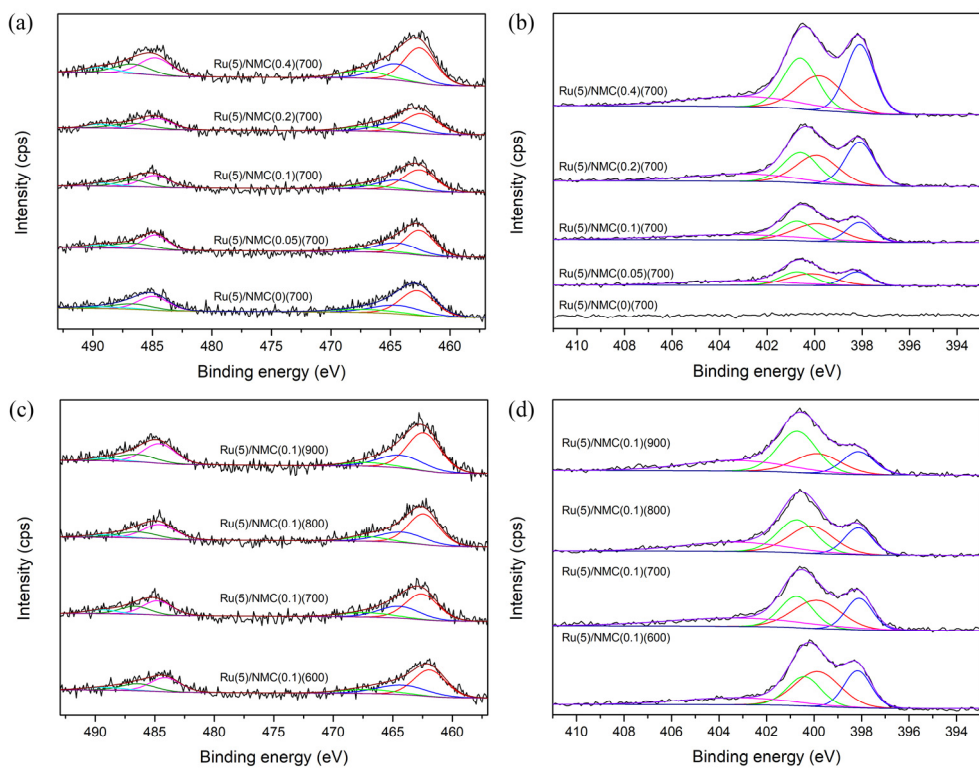 (a)
Intensity (cps)
Ru(5)/NMC(0.4)(700)
Ru(5)/NMC(0.2)(700)
Ru(5)/NMC(0.1)(700)
Ru(5)/NMC(0.05)(700)
Ru(5)/NMC(0)(700)
490 485 480 475 470 465 460
Binding energy (eV)
(b)
Intensity (cps)
Ru(5)/NMC(0.4)(700)
Ru(5)/NMC(0.2)(700)
Ru(5)/NMC(0.1)(700)
Ru(5)/NMC(0.05)(700)
Ru(5)/NMC(0)(700)
410 408 406 404 402 400 398 396 394
Binding energy (eV)
(c)
Intensity (cps)
Ru(5)/NMC(0.1)(900)
Ru(5)/NMC(0.1)(800)
Ru(5)/NMC(0.1)(700)
Ru(5)/NMC(0.1)(600)
490 485 480 475 470 465 460
Binding energy (eV)
(d)
Intensity (cps)
Ru(5)/NMC(0.1)(900)
Ru(5)/NMC(0.1)(800)
Ru(5)/NMC(0.1)(700)
Ru(5)/NMC(0.1)(600)
410 408 406 404 402 400 398 396 394
Binding energy (eV)